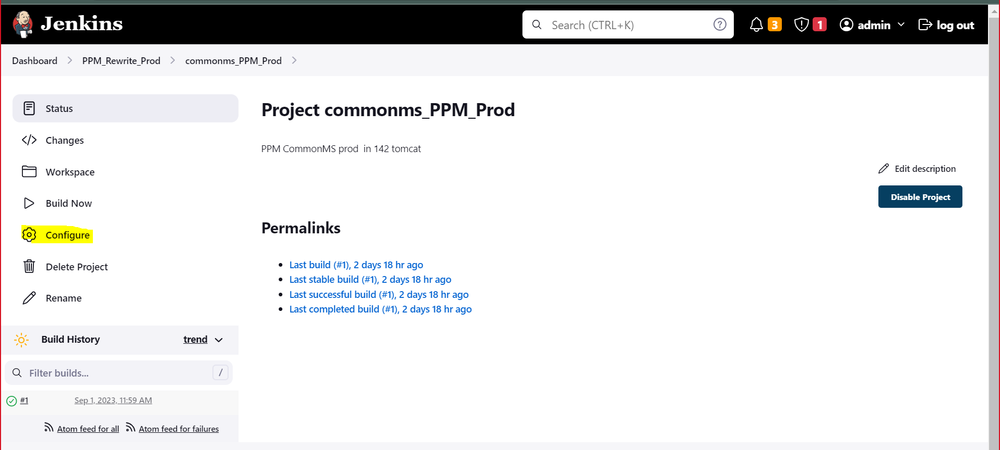 Jenkins
Search (CTRL+K)
3
1
admin
log out
Dashboard
PPM_Rewrite_Prod
commonms_PPM_Prod
Status
Changes
Workspace
Build Now
Configure
Delete Project
Rename
Build History
trend
Filter builds...
/
#1
Sep 1, 2023, 11:59 AM
Atom feed for all
Atom feed for failures
Project commonms_PPM_Prod
PPM CommonMS prod  in 142 tomcat
Edit description
Disable Project
Permalinks
Last build (#1), 2 days 18 hr ago
Last stable build (#1), 2 days 18 hr ago
Last successful build (#1), 2 days 18 hr ago
Last completed build (#1), 2 days 18 hr ago